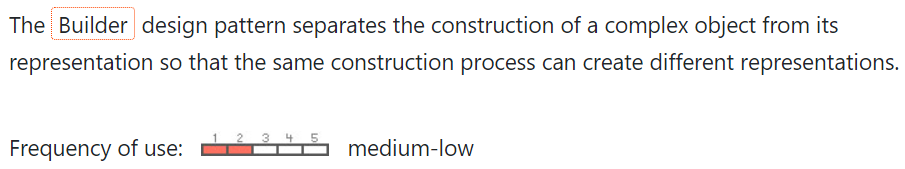 The Builder design pattern separates the construction of a complex object from its
representation so that the same construction process can create different representations.
1 2 3 4 5
Frequency of use: medium-low